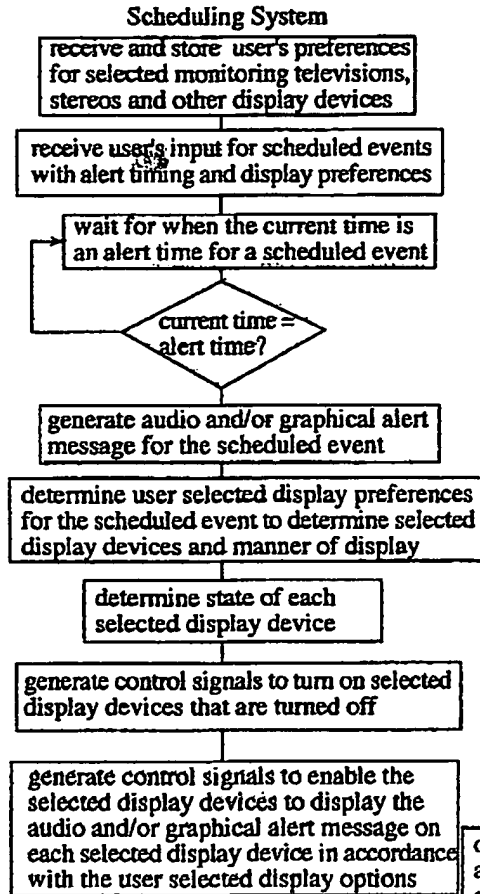 Scheduling System
receive and store user's preferences
for selected monitoring televisions,
stereos and other display devices
receive user's input for scheduled events
with alert timing and display preferences
wait for when the current time is
an alert time for a scheduled event
current time =
alert time?
generate audio and/or graphical alert
message for the scheduled event
determine user selected display preferences
for the scheduled event to determine selected
display devices and manner of display
determine state of each
selected display device
generate control signals to turn on selected
display devices that are turned off
generate control signals to enable the
selected display devices to display the
audio and/or graphical alert message on
each selected display device in accordance
with the user selected display options